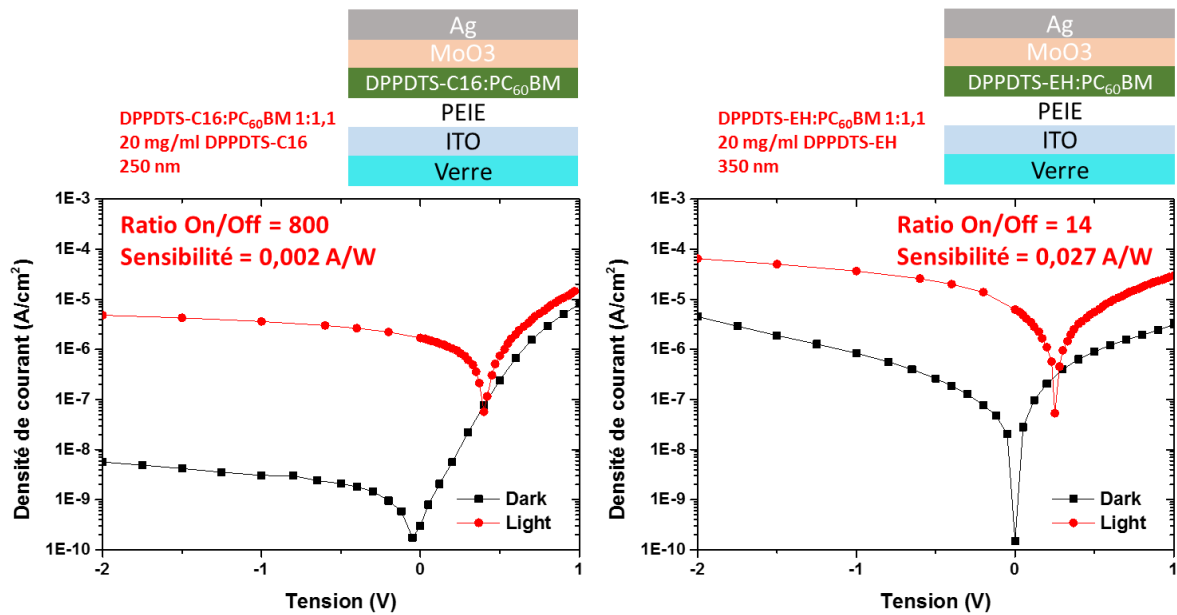 Ag
MoO3
DPPDTS-C16:PC₆₀BM
PEIE
ITO
Verre
DPPDTS-C16:PC₆₀BM 1:1,1
20 mg/ml DPPDTS-C16
250 nm
Ratio On/Off = 800
Sensibilité = 0,002 A/W
Densité de courant (A/cm²)
1E-3
1E-4
1E-5
1E-6
1E-7
1E-8
1E-9
1E-10
Dark
Light
-2
-1
0
1
Tension (V)
Ag
MoO3
DPPDTS-EH:PC₆₀BM
PEIE
ITO
Verre
DPPDTS-EH:PC₆₀BM 1:1,1
20 mg/ml DPPDTS-EH
350 nm
Ratio On/Off = 14
Sensibilité = 0,027 A/W
Densité de courant (A/cm²)
1E-3
1E-4
1E-5
1E-6
1E-7
1E-8
1E-9
1E-10
Dark
Light
-2
-1
0
1
Tension (V)